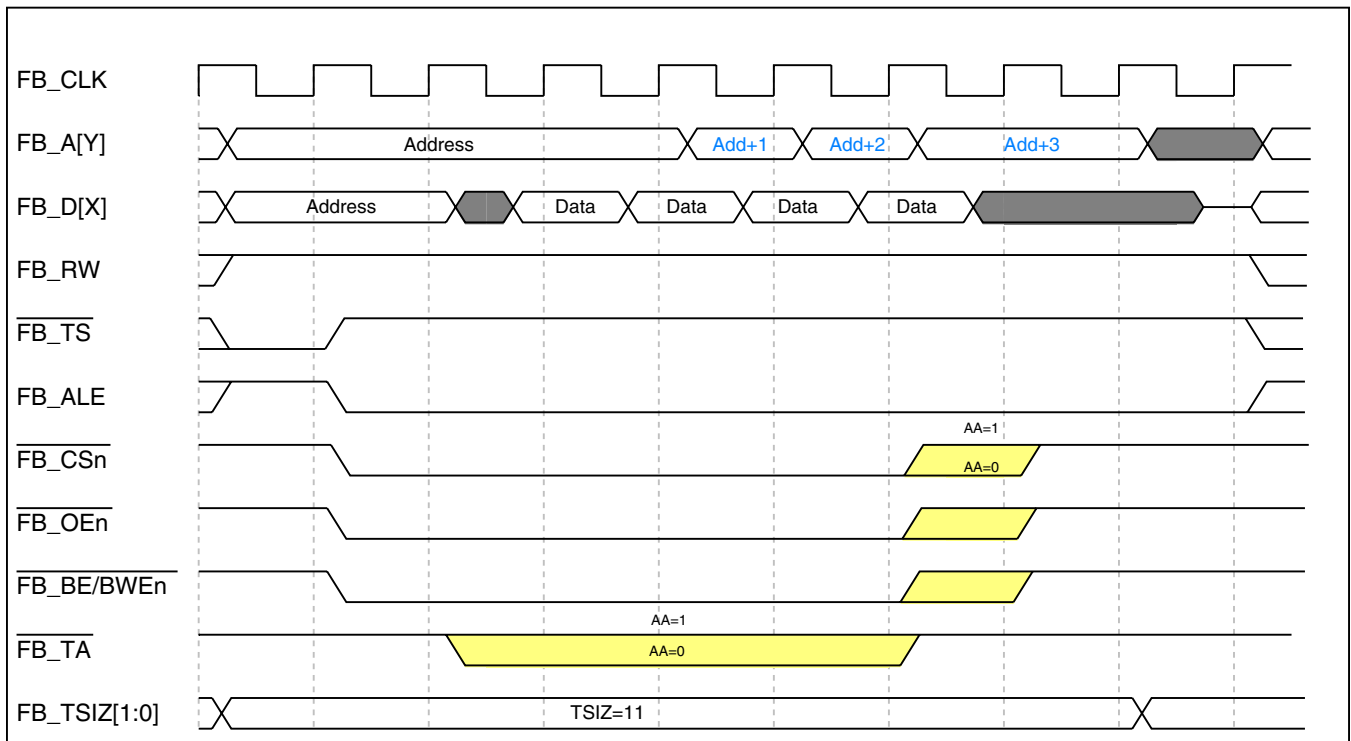 FB_CLK
FB_A[Y] Address Add+1 Add+2 Add+3
FB_D[X] Address Data Data Data Data
FB_RW
FB_TS
FB_ALE
AA=1
FB_CSn AA=0
FB_OEn
FB_BE/BWEn
AA=1
FB_TA AA=0
FB_TSIZ[1:0] TSIZ=11